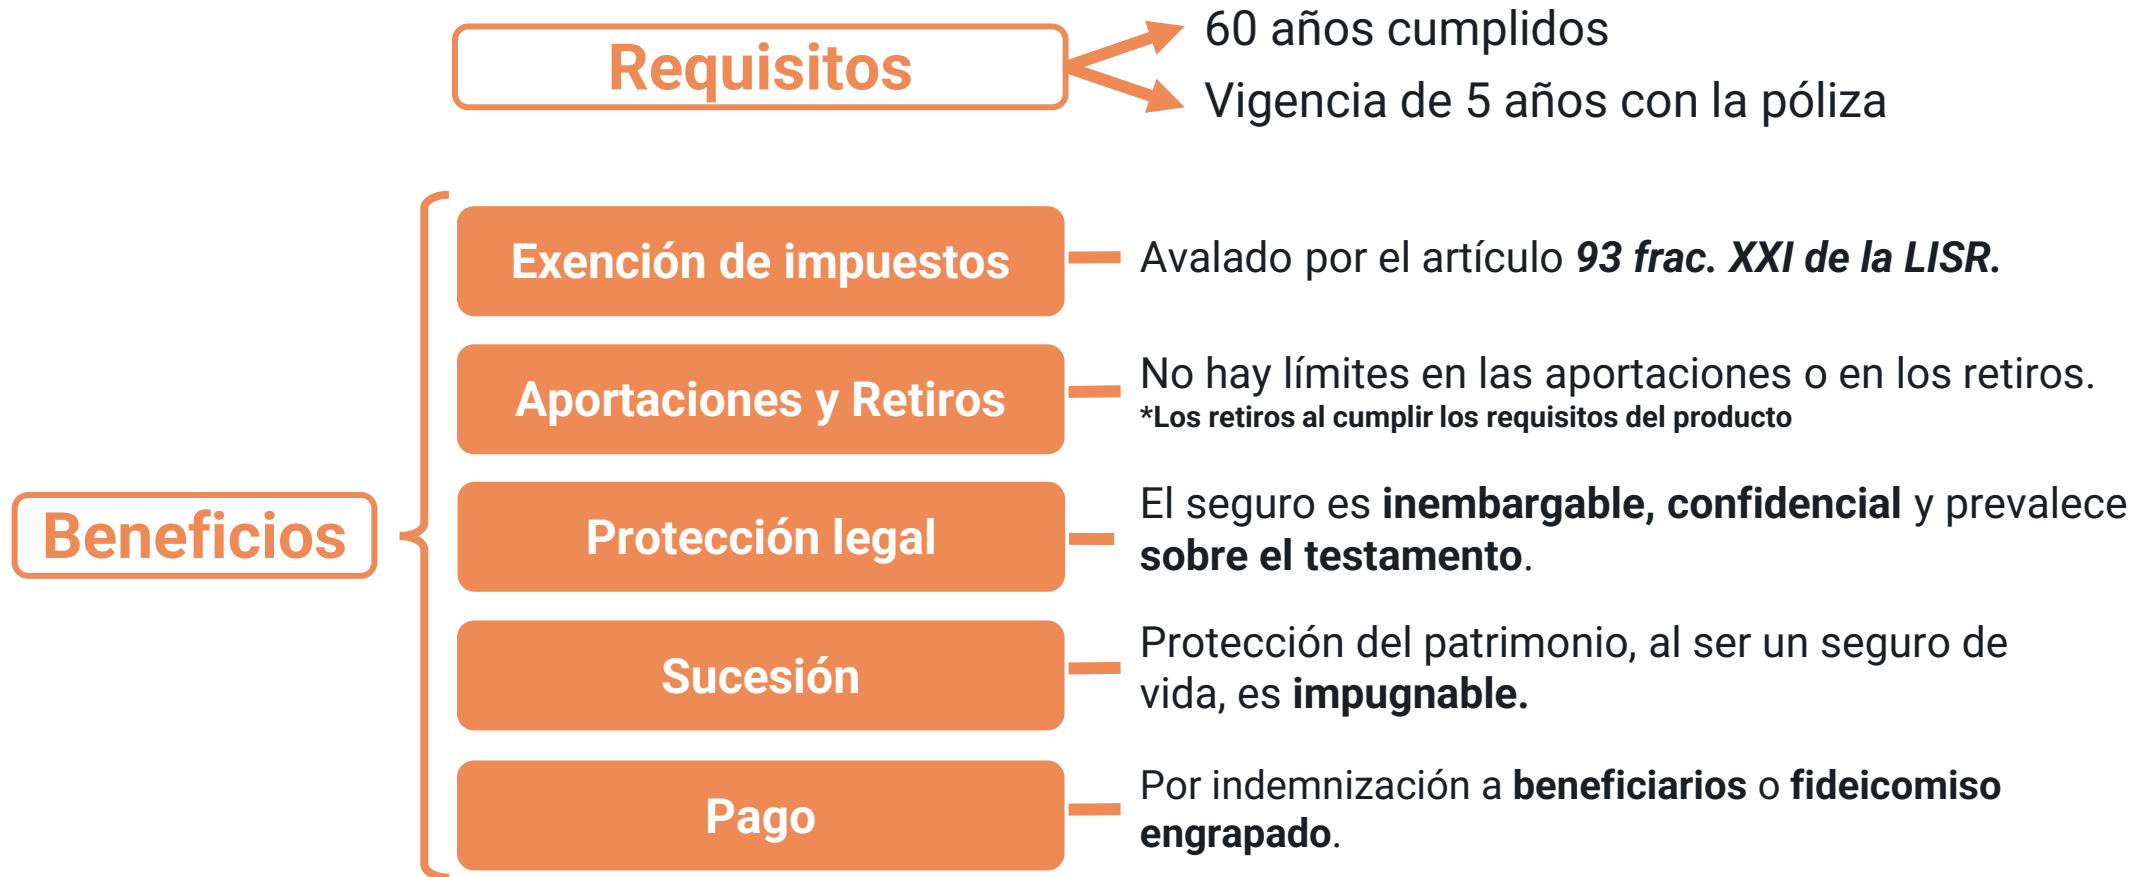 Requisitos
60 años cumplidos
Vigencia de 5 años con la póliza
Beneficios
Exención de impuestos
Avalado por el artículo 93 frac. XXI de la LISR.
Aportaciones y Retiros
No hay límites en las aportaciones o en los retiros.
*Los retiros al cumplir los requisitos del producto
Protección legal
El seguro es inembargable, confidencial y prevalece
sobre el testamento.
Sucesión
Protección del patrimonio, al ser un seguro de
vida, es impugnable.
Pago
Por indemnización a beneficiarios o fideicomiso
engrapado.